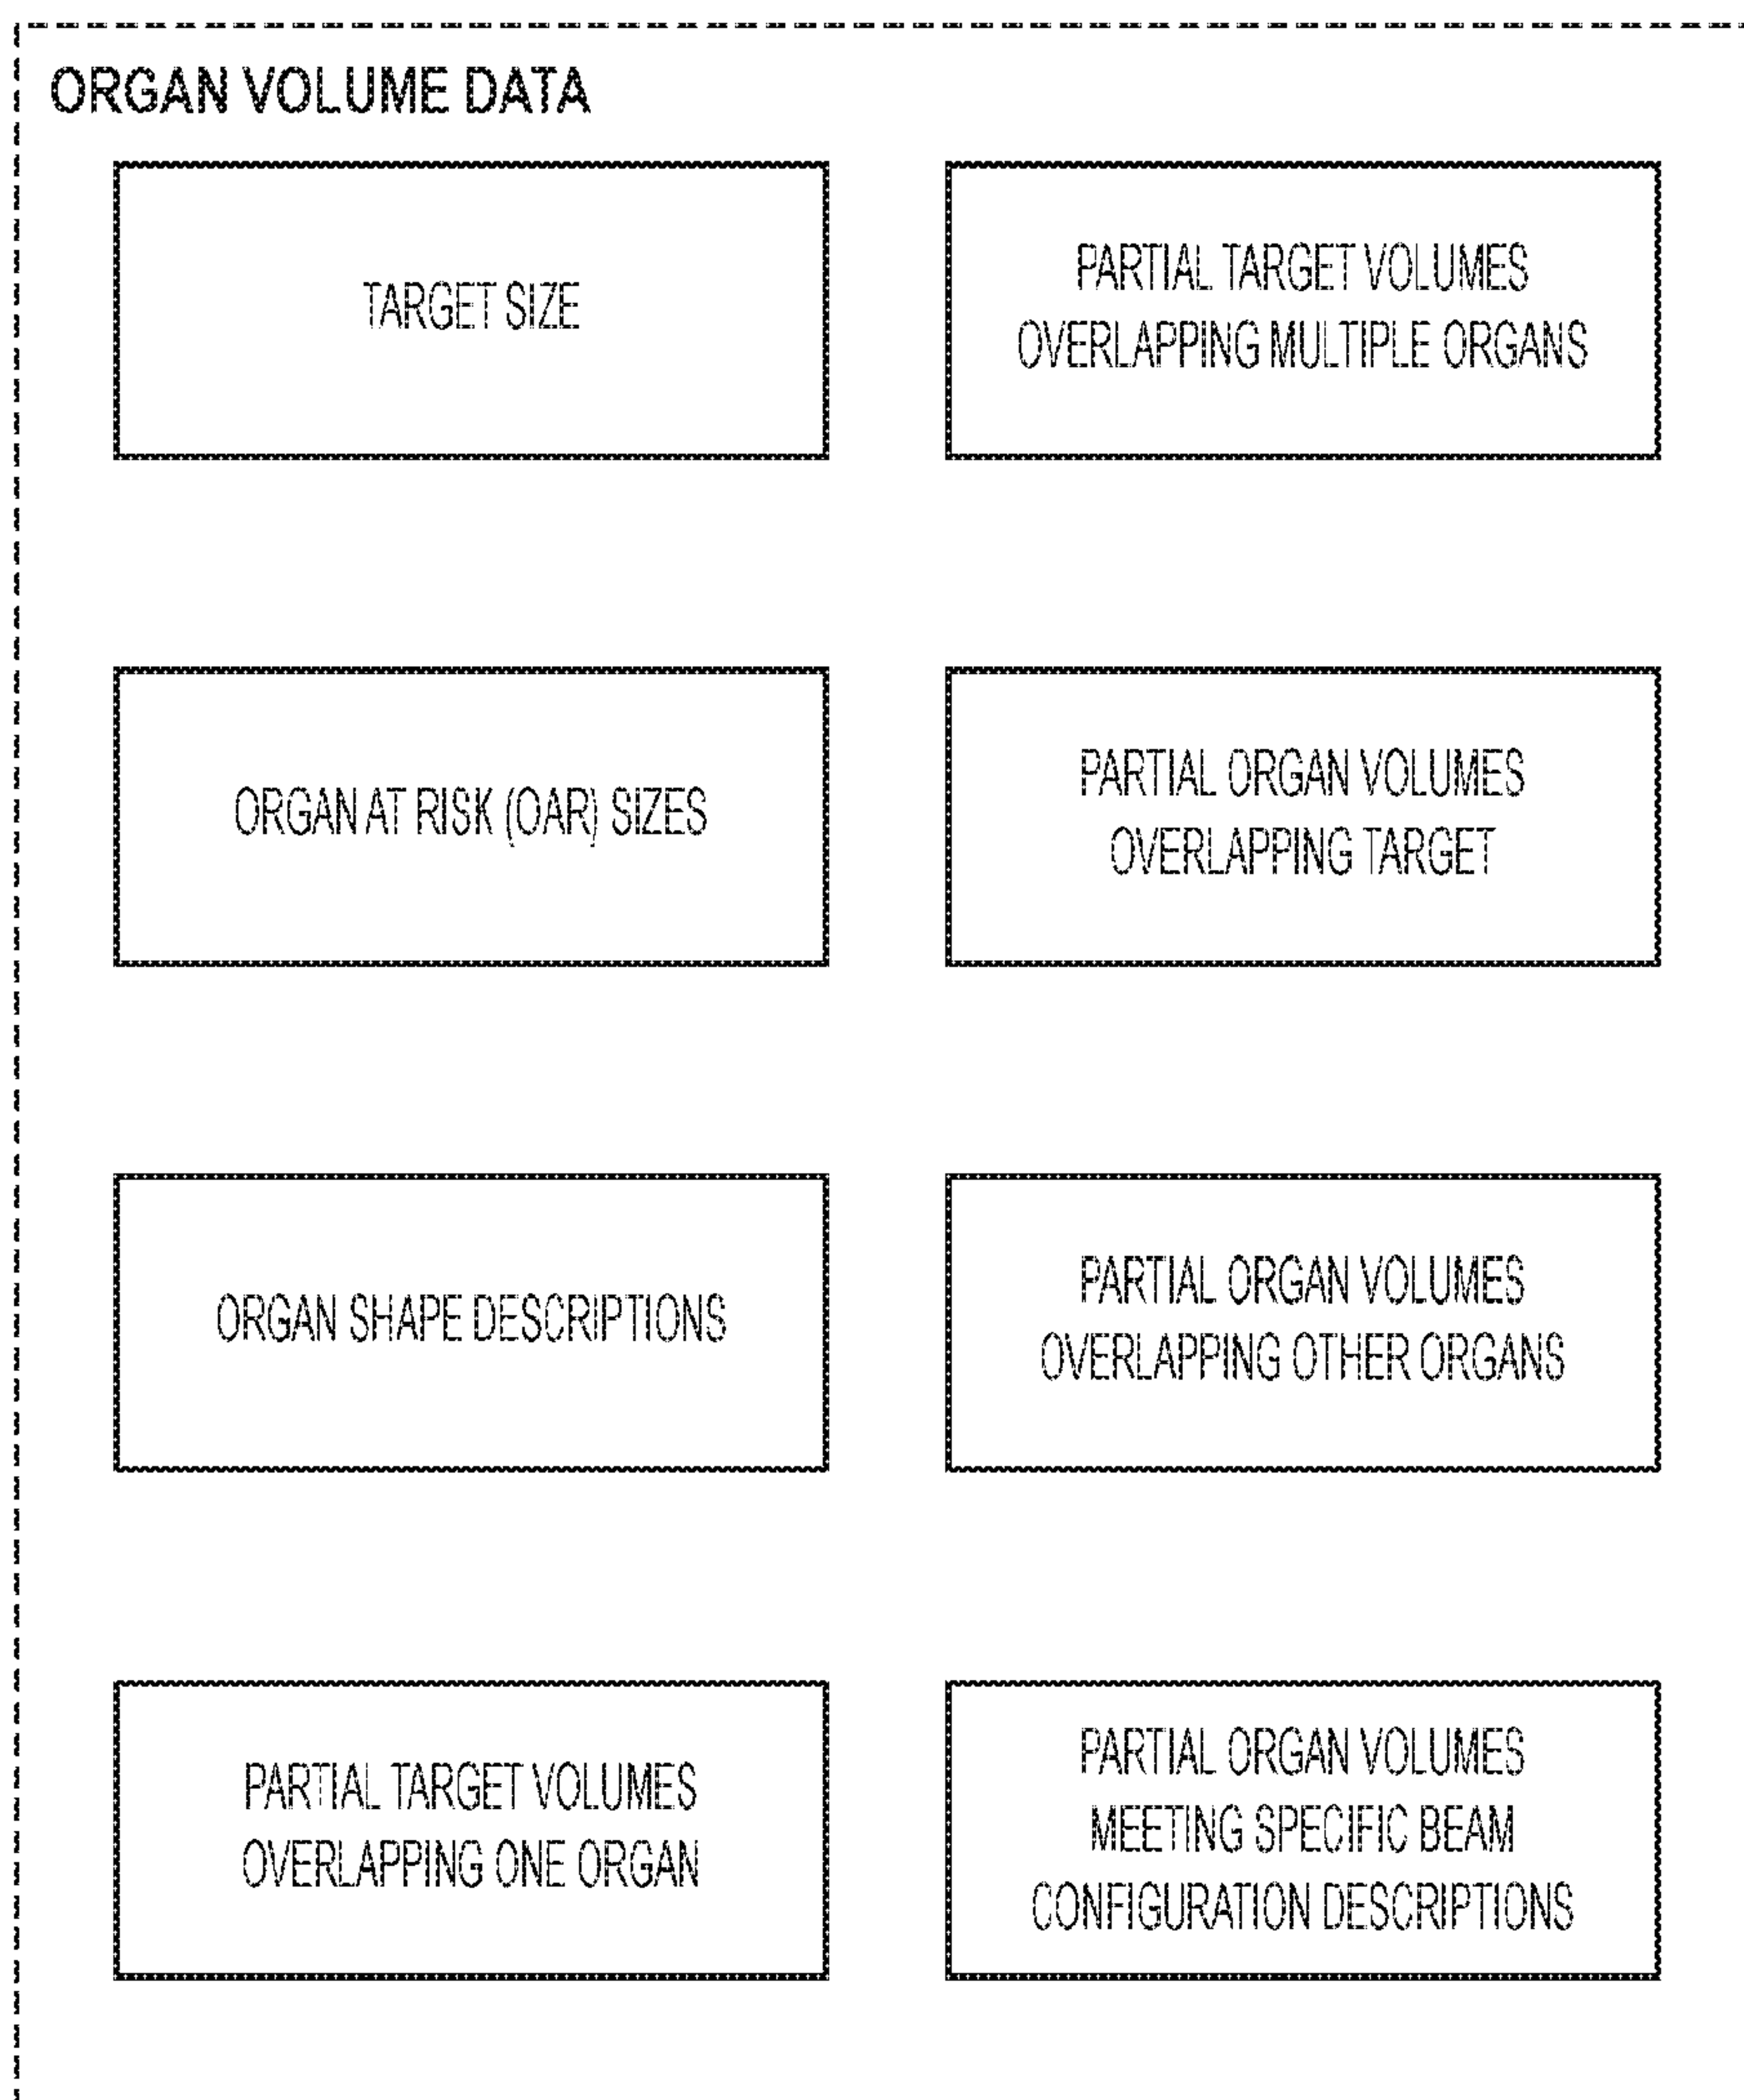 ORGAN VOLUME DATA
TARGET SIZE
PARTIAL TARGET VOLUMES
OVERLAPPING MULTIPLE ORGANS
ORGAN AT RISK (OAR) SIZES
PARTIAL ORGAN VOLUMES
OVERLAPPING TARGET
ORGAN SHAPE DESCRIPTIONS
PARTIAL ORGAN VOLUMES
OVERLAPPING OTHER ORGANS
PARTIAL TARGET VOLUMES
OVERLAPPING ONE ORGAN
PARTIAL ORGAN VOLUMES
MEETING SPECIFIC BEAM
CONFIGURATION DESCRIPTIONS